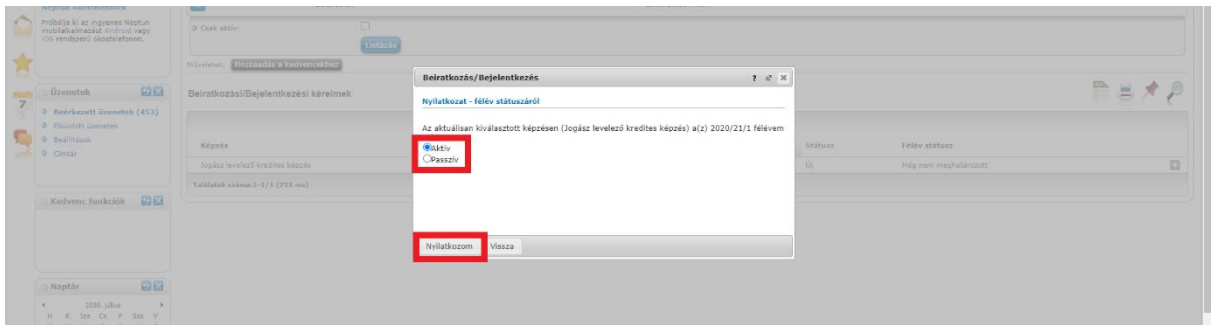 Próbálja ki az ingyenes Neptun
mobilalkalmazást Android vagy
iOS rendszerű okostelefonon.
Csak aktív:
Listázás
Műveletek: Hozzáadás a kedvencekhez
Üzenetek
Beérkezett üzenetek (453)
Elküldött üzenetek
Beállítások
Címtár
7
Kedvenc funkciók
Naptár
2020. július
H K Sze Cs P Szo V
Beiratkozási/Bejelentkezési kérelmek
Képzés
Státusz
Félév státusz
Jogász levelező kredites képzés
Új
Még nem meghatározott
Találatok száma:1-1/1 (233 ms)
Beiratkozás/Bejelentkezés
?
Nyilatkozat - félév státuszáról
Az aktuálisan kiválasztott képzésen (Jogász levelező kredites képzés) a(z) 2020/21/1 félévem
Aktív
Passzív
Nyilatkozom
Vissza